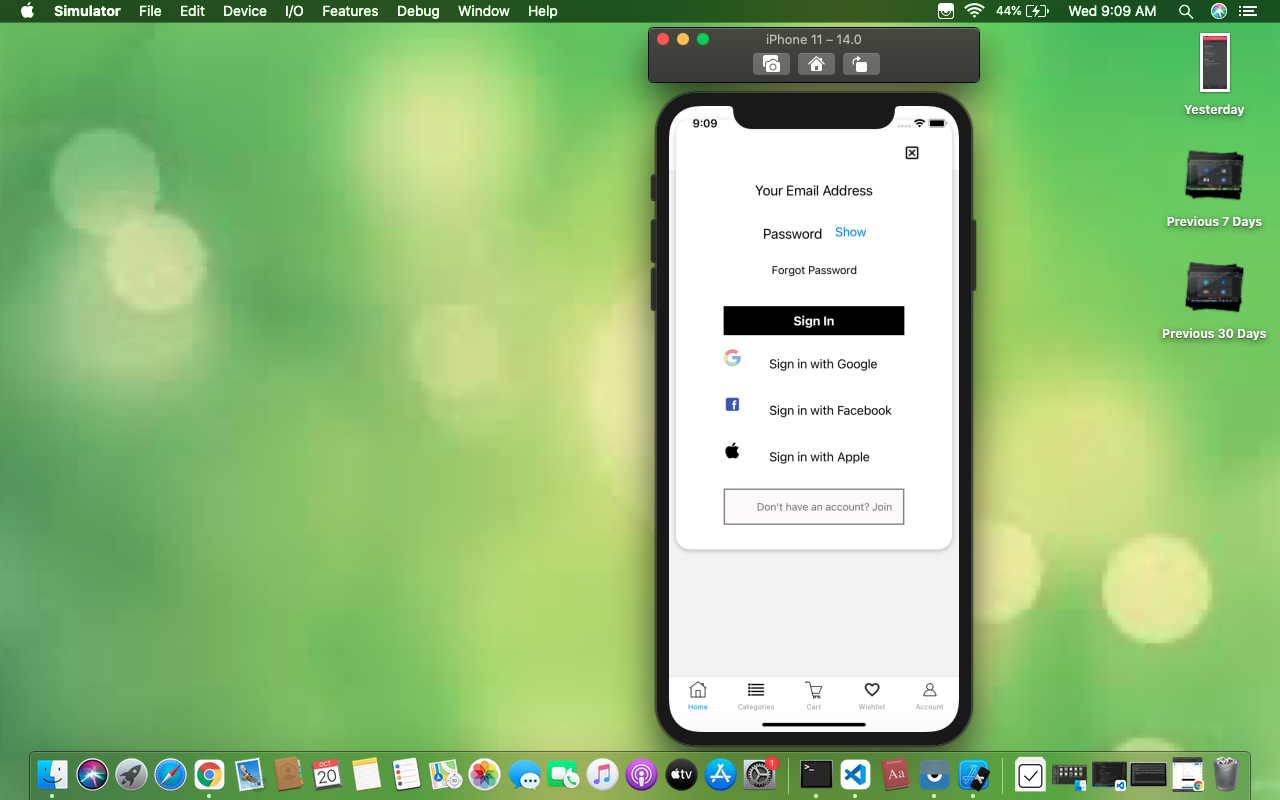 Simulator File Edit View Device I/O Features Debug Window Help 44% Wed 9:09 AM
iPhone 11 – 14.0
9:09
Your Email Address
Password Show
Forgot Password
Sign In
Sign in with Google
Sign in with Facebook
Sign in with Apple
Don't have an account? Join
Home Categories Cart Wishlist Account
Yesterday
Previous 7 Days
Previous 30 Days
OCT
20
tv
1
Aa